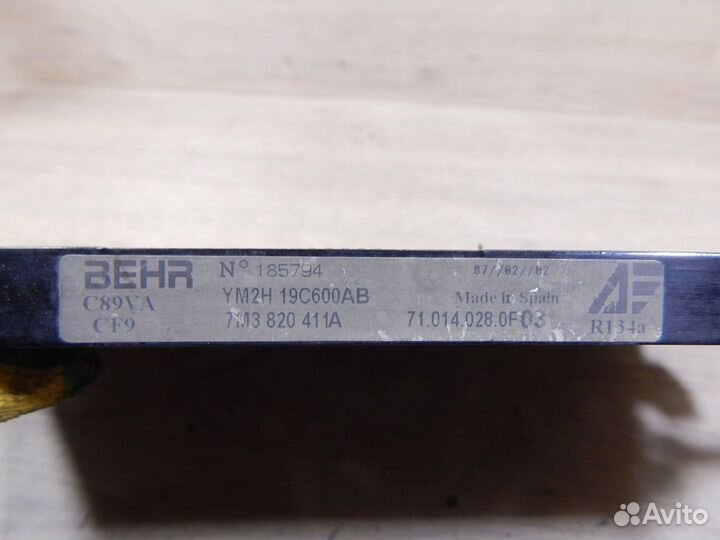 BEHR N° 185794 07//02//02
C89VA YM2H 19C600AB Made in Spain
CF9 7M3 820 411A 71.014.028.0F03 R134a
Avito